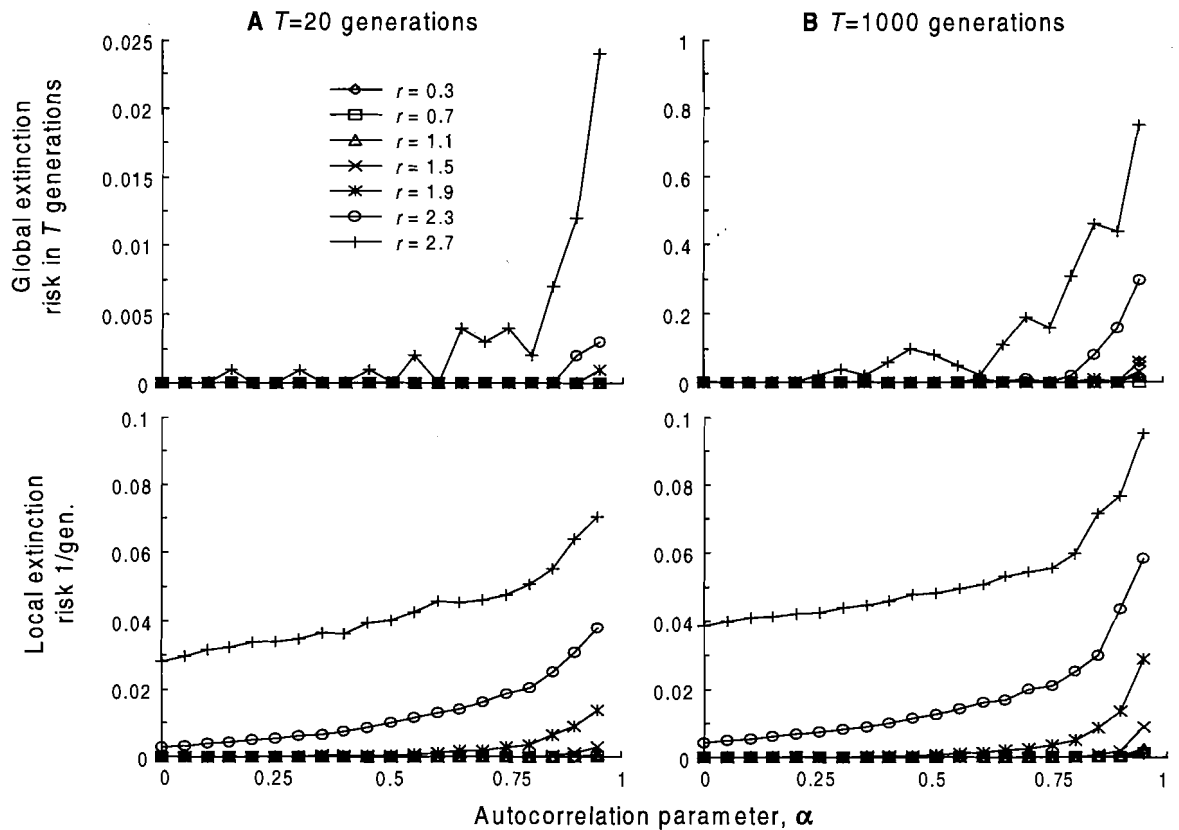 A T=20 generations
B T=1000 generations
Global extinction
risk in T generations
0.025
0.02
0.015
0.01
0.005
0
r = 0.3
r = 0.7
r = 1.1
r = 1.5
r = 1.9
r = 2.3
r = 2.7
1
0.8
0.6
0.4
0.2
0
Local extinction
risk 1/gen.
0.1
0.08
0.06
0.04
0.02
0
0 0.25 0.5 0.75 1
0.1
0.08
0.06
0.04
0.02
0
0 0.25 0.5 0.75 1
Autocorrelation parameter, α